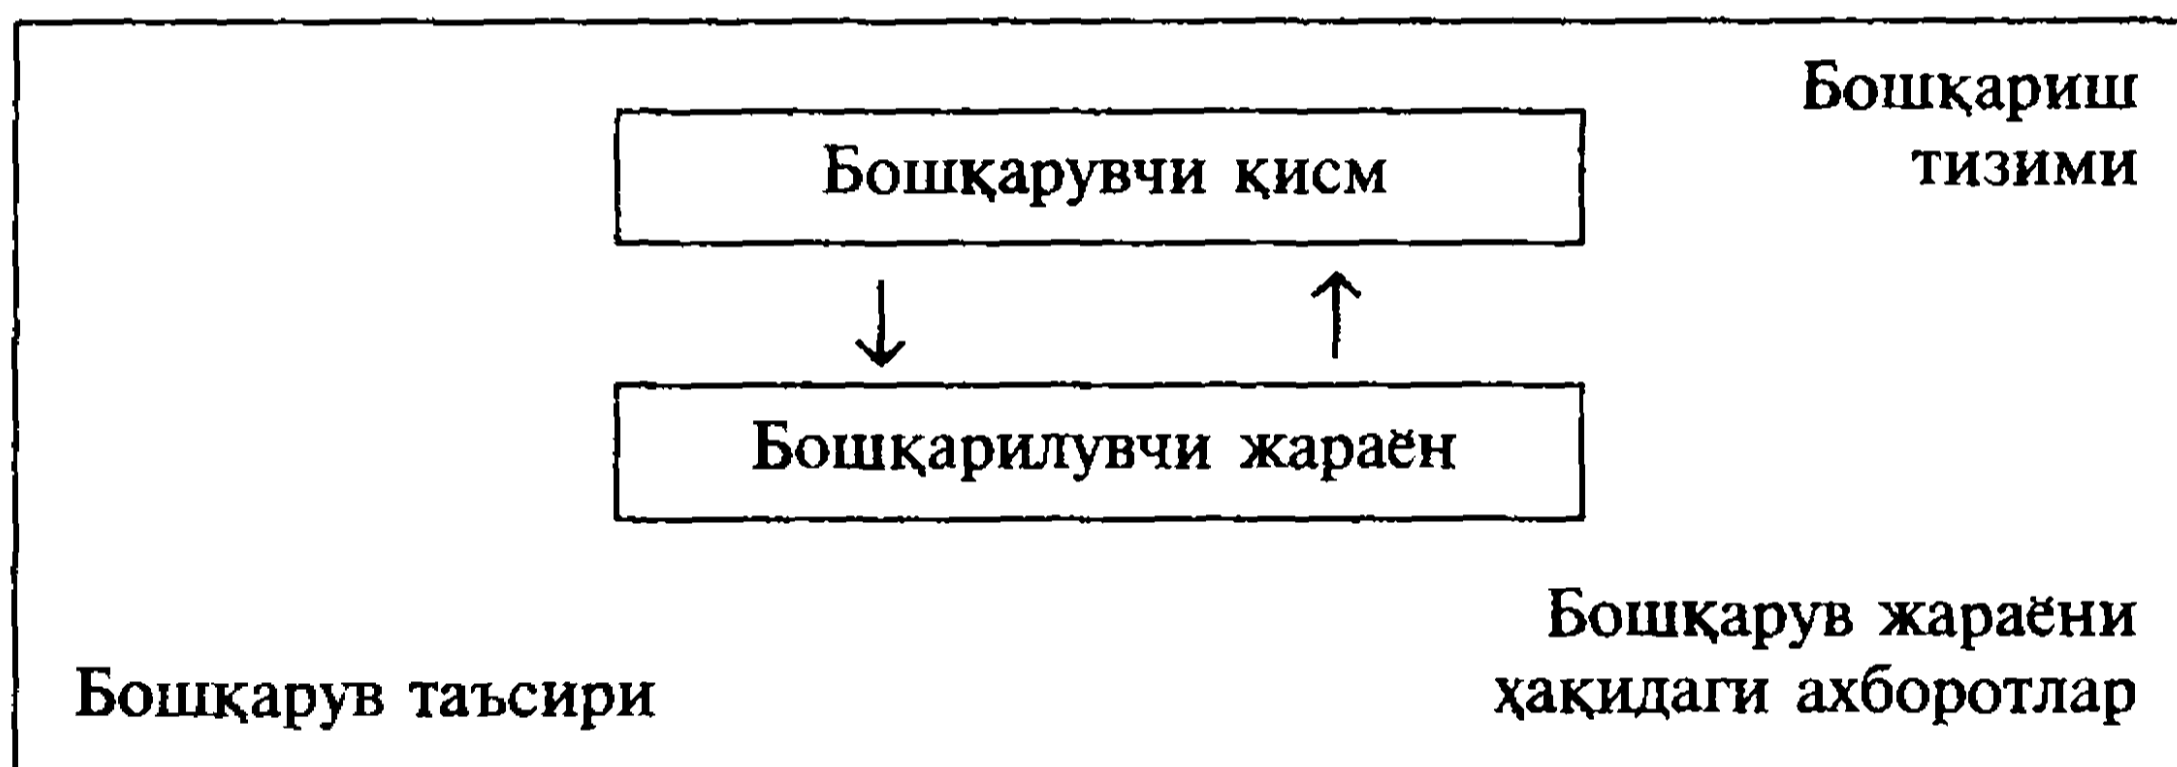 Бошқариш
тизими
Бошқарувчи қисм
Бошқарилувчи жараён
Бошқарув жараёни
ҳақидаги ахборотлар
Бошқарув таъсири